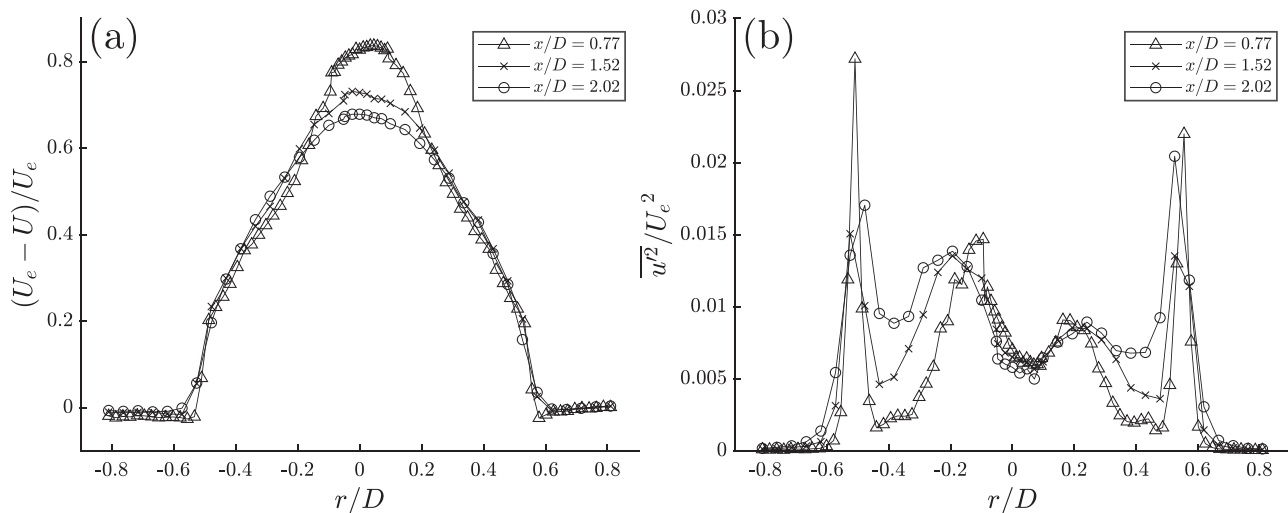 (a)
x/D = 0.77
x/D = 1.52
x/D = 2.02
(U_e − U)/U_e
0.8
0.6
0.4
0.2
0
-0.8 -0.6 -0.4 -0.2 0 0.2 0.4 0.6 0.8
r/D
(b)
x/D = 0.77
x/D = 1.52
x/D = 2.02
\overline{u'^2}/U_e^2
0.03
0.025
0.02
0.015
0.01
0.005
0
-0.8 -0.6 -0.4 -0.2 0 0.2 0.4 0.6 0.8
r/D